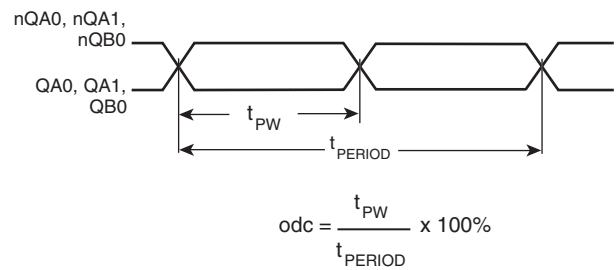 nQA0, nQA1,
nQB0
QA0, QA1,
QB0
tPW
tPERIOD
odc = tPW / tPERIOD x 100%